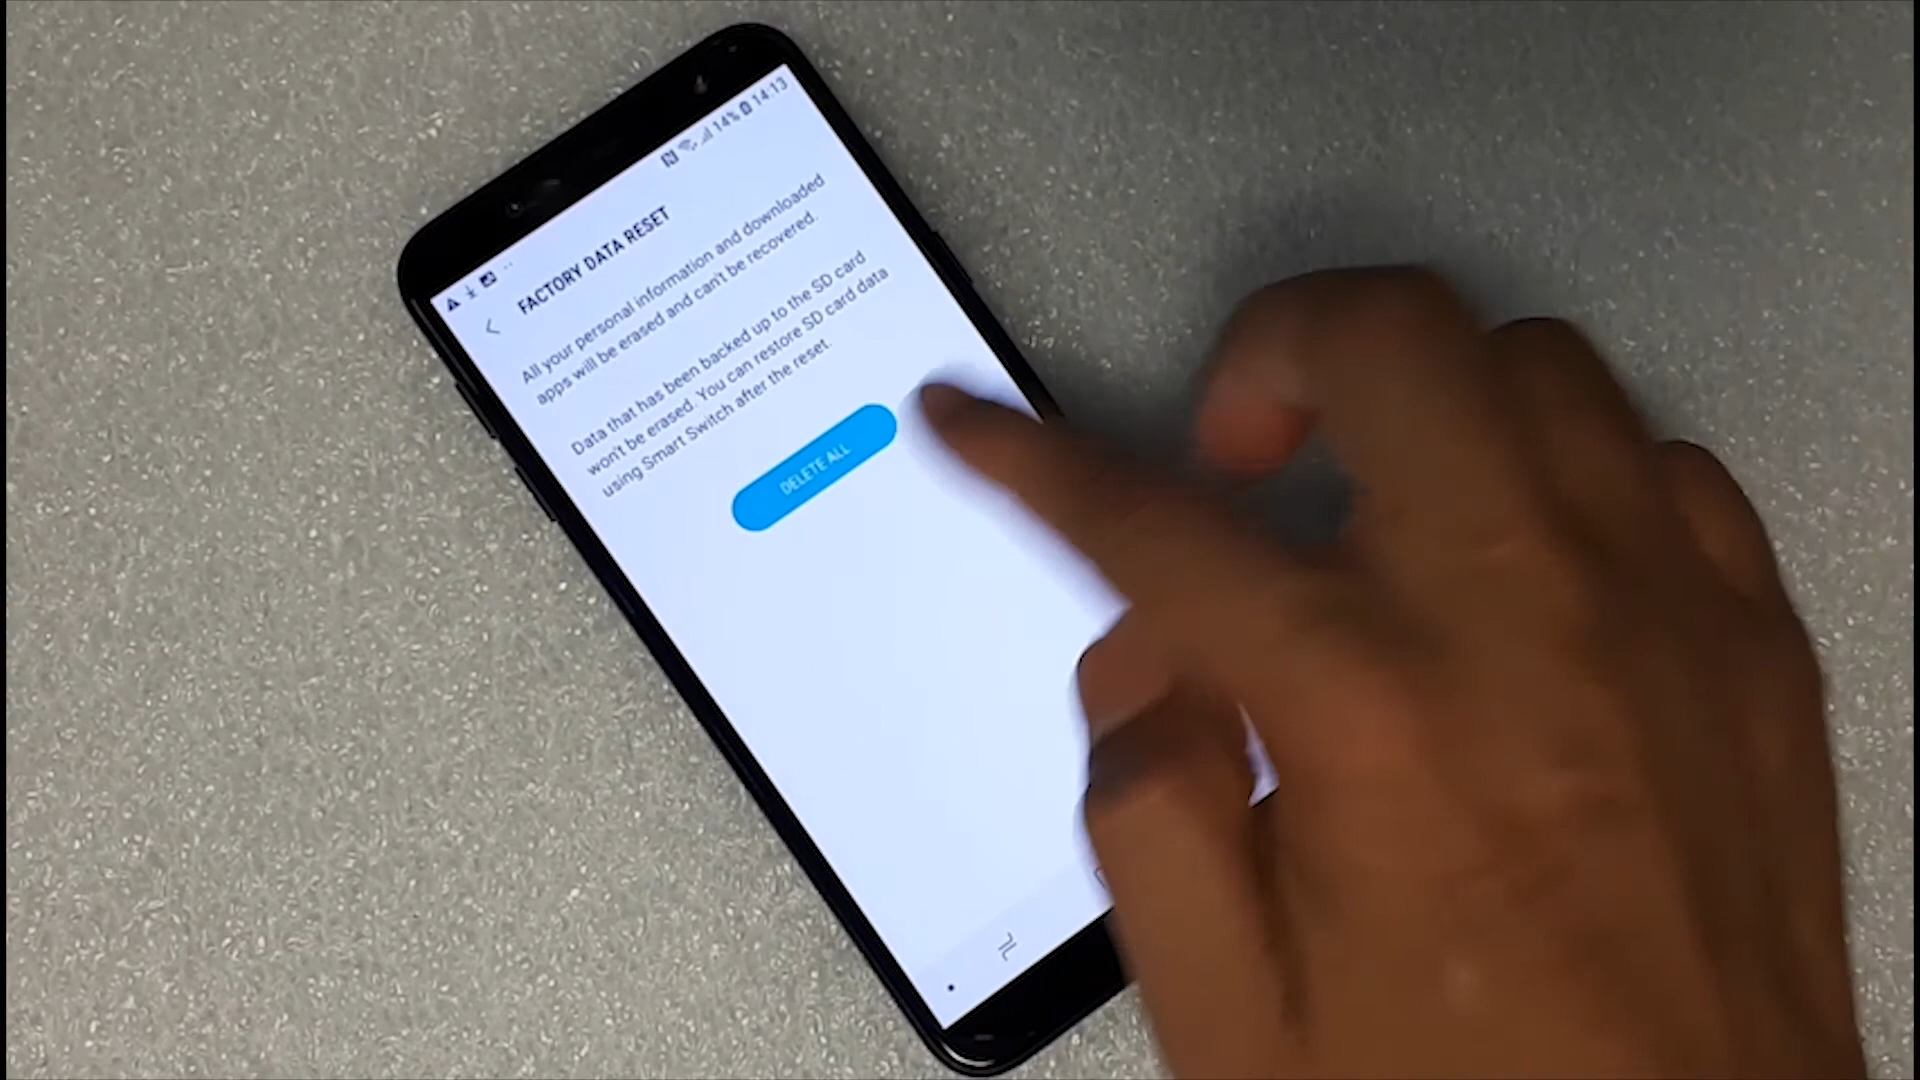 14% 14:13
FACTORY DATA RESET
All your personal information and downloaded
apps will be erased and can't be recovered.
Data that has been backed up to the SD card
won't be erased. You can restore SD card data
using Smart Switch after the reset.
DELETE ALL